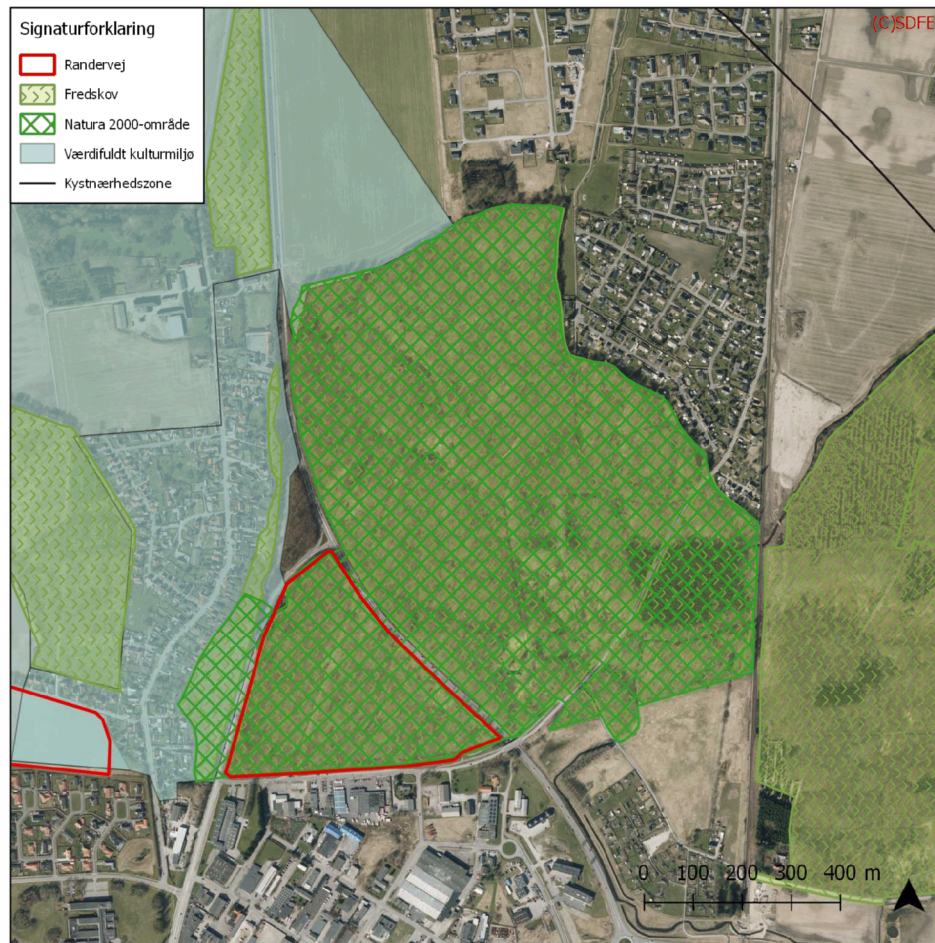 Signaturforklaring
Randervej
Fredskov
Natura 2000-område
Værdifuldt kulturmiljø
Kystnærhedszone
(C)SDFE
0 100 200 300 400 m